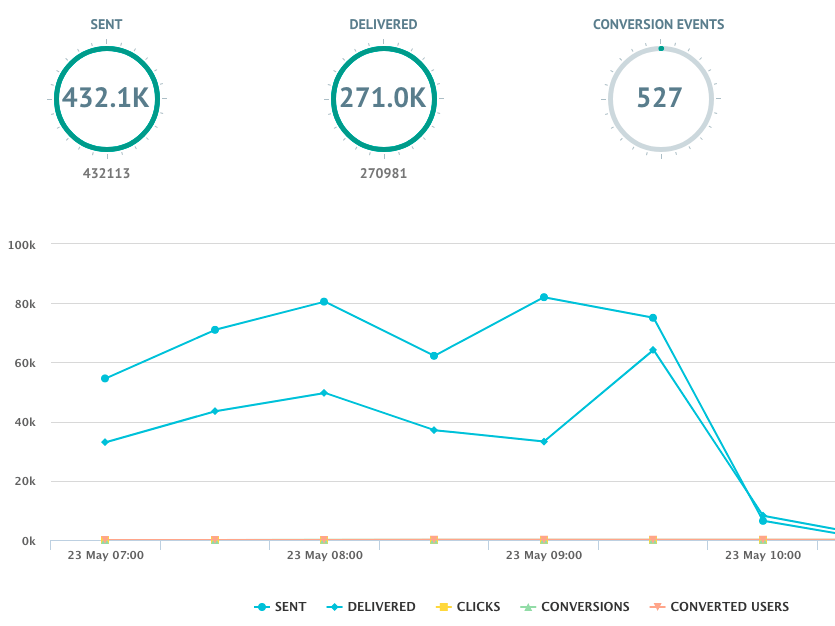 SENT DELIVERED CONVERSION EVENTS
432.1K 271.0K 527
432113 270981
100k
80k
60k
40k
20k
0k
23 May 07:00 23 May 08:00 23 May 09:00 23 May 10:00
SENT DELIVERED CLICKS CONVERSIONS CONVERTED USERS